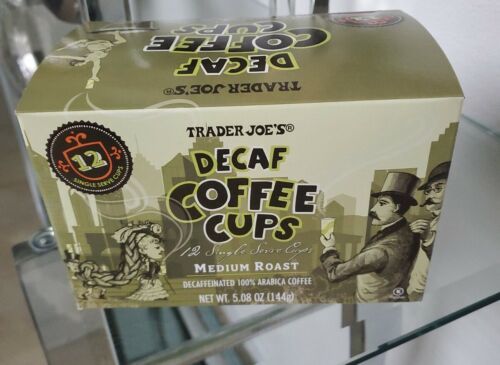 DECAF
COFFEE
CUPS
TRADER JOE'S®
12
SINGLE SERVE CUPS
TRADER JOE'S®
DECAF
COFFEE
CUPS
12 Single Serve Cups
MEDIUM ROAST
DECAFFEINATED 100% ARABICA COFFEE
NET WT. 5.08 OZ (144g)